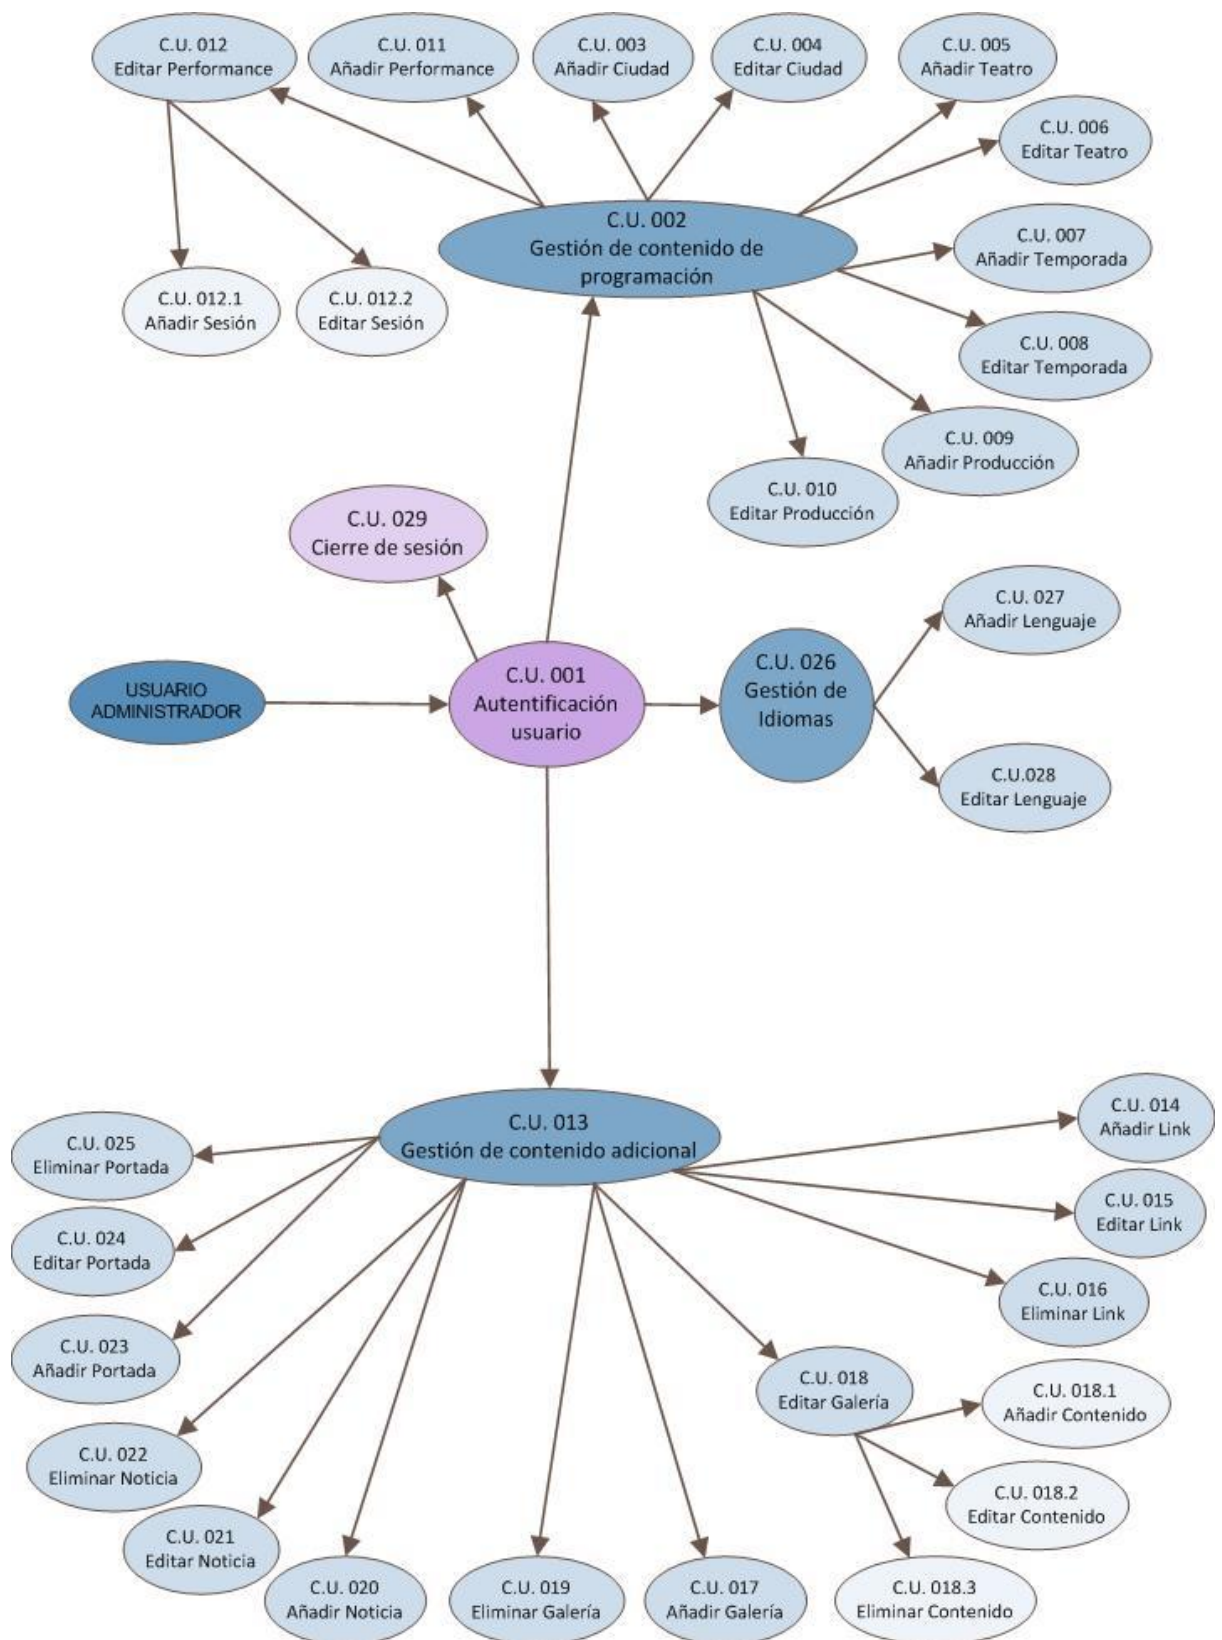 C.U. 012
Editar Performance
C.U. 011
Añadir Performance
C.U. 003
Añadir Ciudad
C.U. 004
Editar Ciudad
C.U. 005
Añadir Teatro
C.U. 006
Editar Teatro
C.U. 002
Gestión de contenido de
programación
C.U. 007
Añadir Temporada
C.U. 012.1
Añadir Sesión
C.U. 012.2
Editar Sesión
C.U. 008
Editar Temporada
C.U. 009
Añadir Producción
C.U. 010
Editar Producción
C.U. 029
Cierre de sesión
C.U. 027
Añadir Lenguaje
USUARIO
ADMINISTRADOR
C.U. 001
Autentificación
usuario
C.U. 026
Gestión de
Idiomas
C.U.028
Editar Lenguaje
C.U. 013
Gestión de contenido adicional
C.U. 014
Añadir Link
C.U. 025
Eliminar Portada
C.U. 015
Editar Link
C.U. 024
Editar Portada
C.U. 016
Eliminar Link
C.U. 023
Añadir Portada
C.U. 018
Editar Galería
C.U. 018.1
Añadir Contenido
C.U. 022
Eliminar Noticia
C.U. 018.2
Editar Contenido
C.U. 021
Editar Noticia
C.U. 020
Añadir Noticia
C.U. 019
Eliminar Galería
C.U. 017
Añadir Galería
C.U. 018.3
Eliminar Contenido